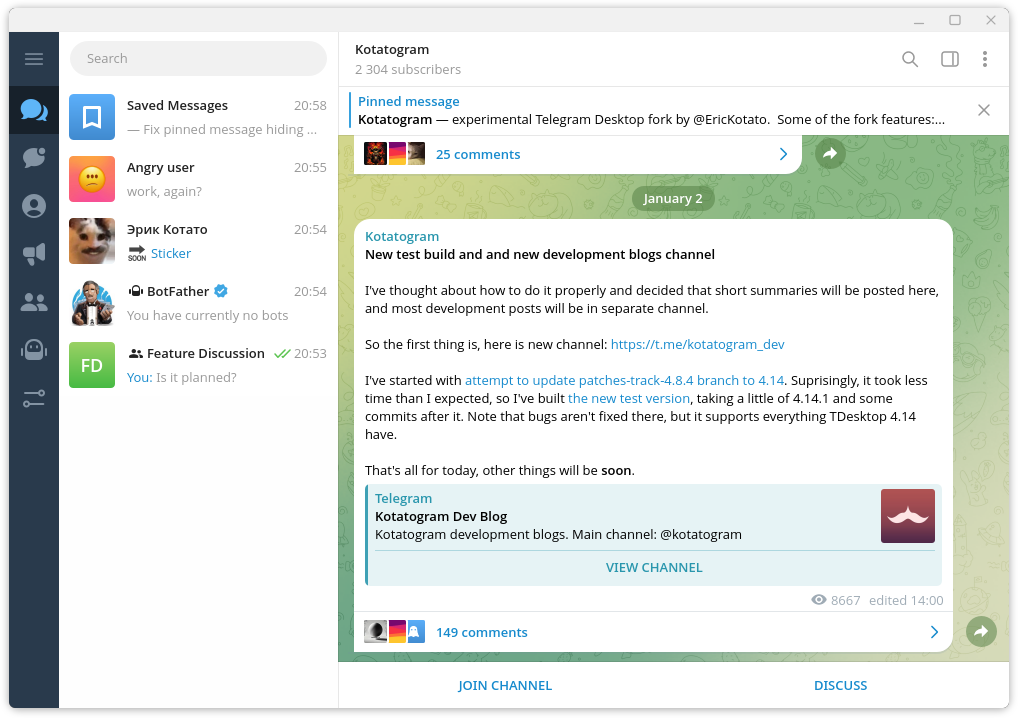 Search
Saved Messages 20:58
— Fix pinned message hiding ...
Angry user 20:55
work, again?
Эрик Котато 20:54
SOON Sticker
BotFather 20:54
You have currently no bots
FD
Feature Discussion 20:53
You: Is it planned?
Kotatogram
2 304 subscribers
Pinned message
Kotatogram — experimental Telegram Desktop fork by @EricKotato. Some of the fork features:...
25 comments
January 2
Kotatogram
New test build and and new development blogs channel
I've thought about how to do it properly and decided that short summaries will be posted here,
and most development posts will be in separate channel.
So the first thing is, here is new channel: https://t.me/kotatogram_dev
I've started with attempt to update patches-track-4.8.4 branch to 4.14. Suprisingly, it took less
time than I expected, so I've built the new test version, taking a little of 4.14.1 and some
commits after it. Note that bugs aren't fixed there, but it supports everything TDesktop 4.14
have.
That's all for today, other things will be soon.
Telegram
Kotatogram Dev Blog
Kotatogram development blogs. Main channel: @kotatogram
VIEW CHANNEL
8667 edited 14:00
149 comments
JOIN CHANNEL DISCUSS